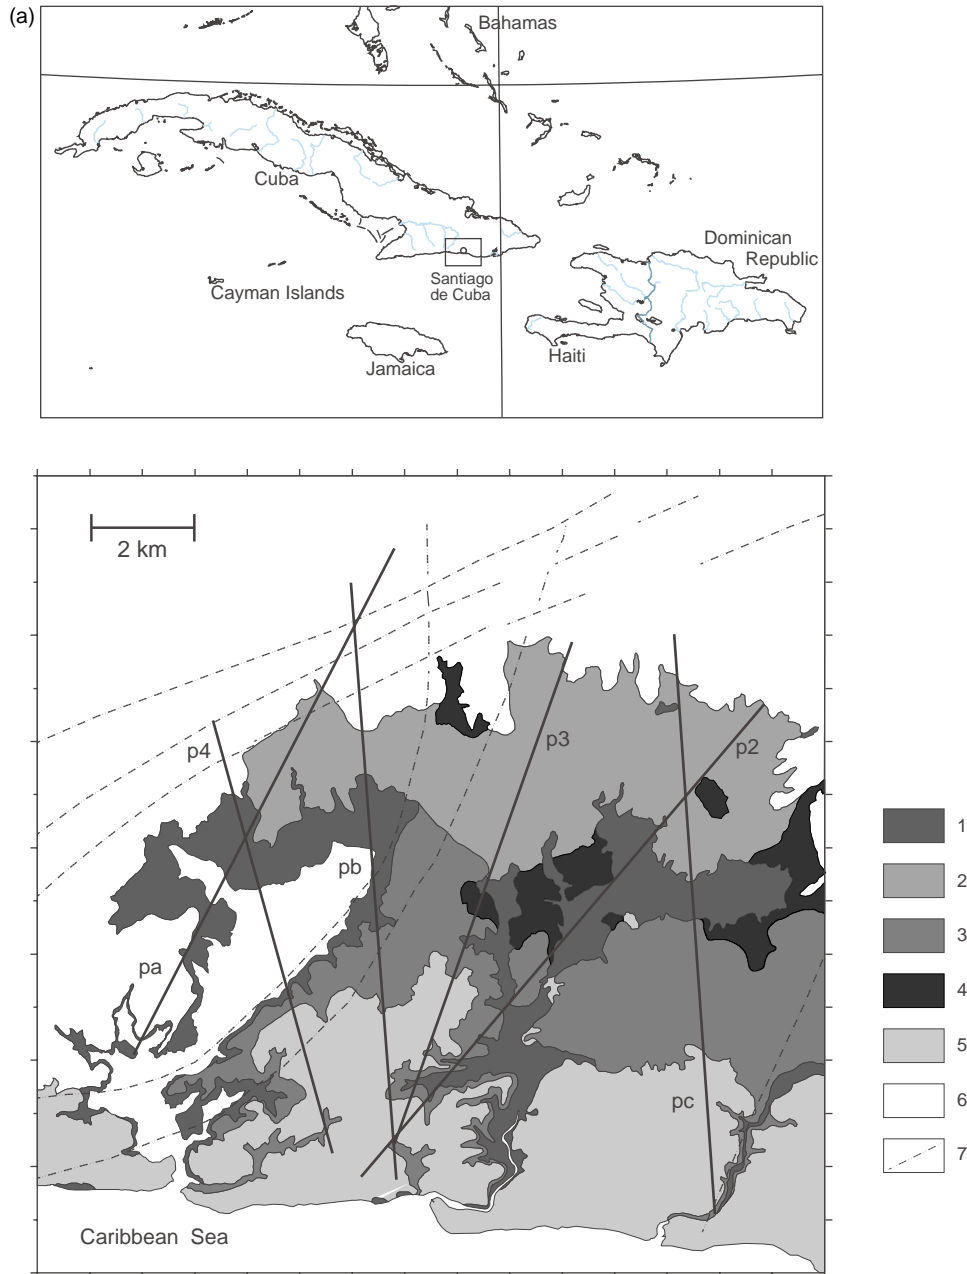 (a)
Bahamas
Cuba
Dominican
Republic
Santiago
de Cuba
Cayman Islands
Haiti
Jamaica
2 km
p4
p3
p2
pb
pa
pc
1
2
3
4
5
6
7
Caribbean Sea